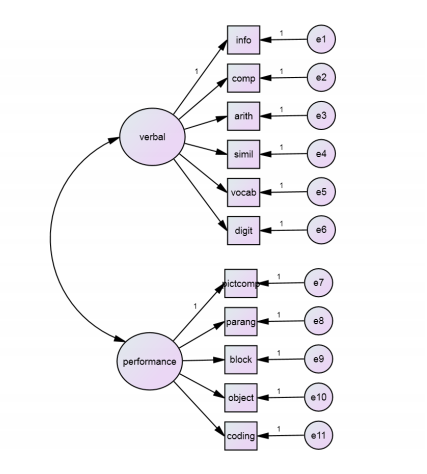 info 1 e1
1
comp 1 e2
arith 1 e3
verbal
simil 1 e4
vocab 1 e5
digit 1 e6
pictcomp 1 e7
1
parang 1 e8
performance
block 1 e9
object 1 e10
coding 1 e11